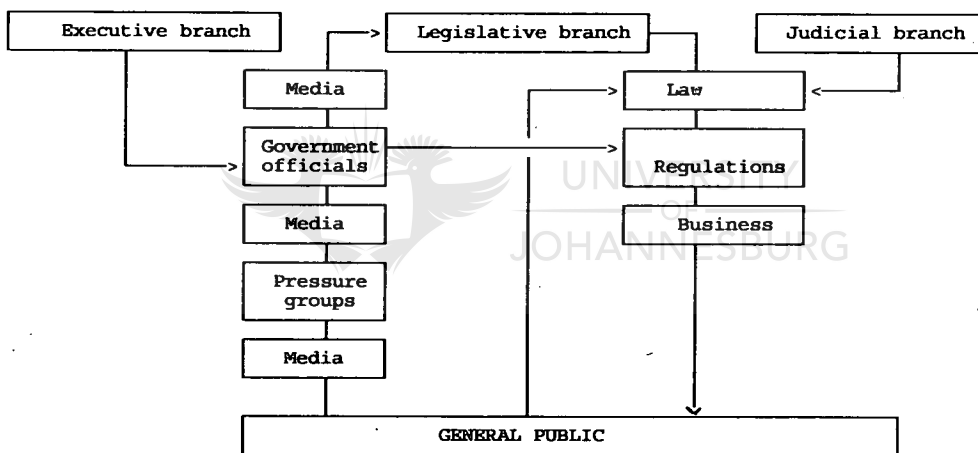 Executive branch
Legislative branch
Judicial branch
Media
Law
Government
officials
Regulations
Media
Business
Pressure
groups
Media
GENERAL PUBLIC
UNIVERSITY
OF
JOHANNESBURG